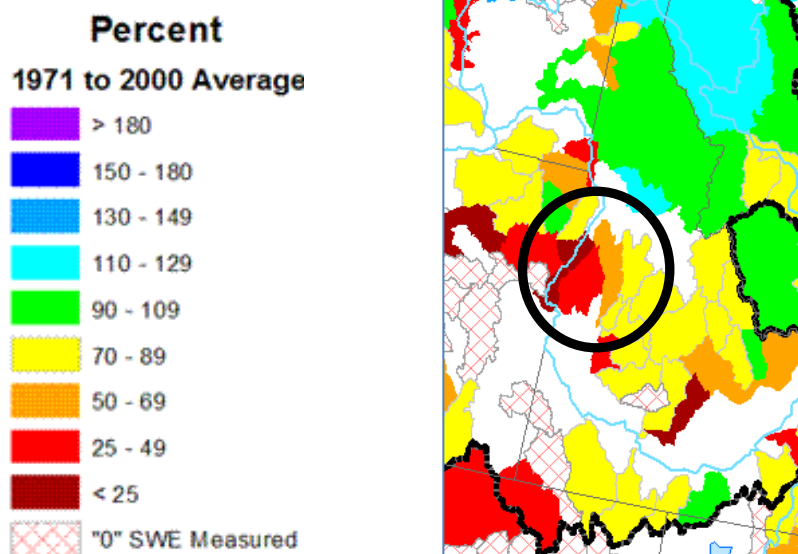 Percent
1971 to 2000 Average
> 180
150 - 180
130 - 149
110 - 129
90 - 109
70 - 89
50 - 69
25 - 49
< 25
"0" SWE Measured